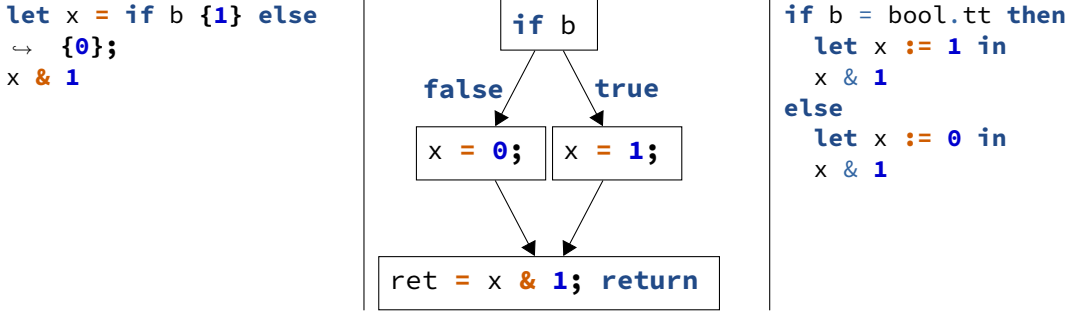 let x = if b {1} else
↪ {0};
x & 1
if b
false
true
x = 0;
x = 1;
ret = x & 1; return
if b = bool.tt then
let x := 1 in
x & 1
else
let x := 0 in
x & 1